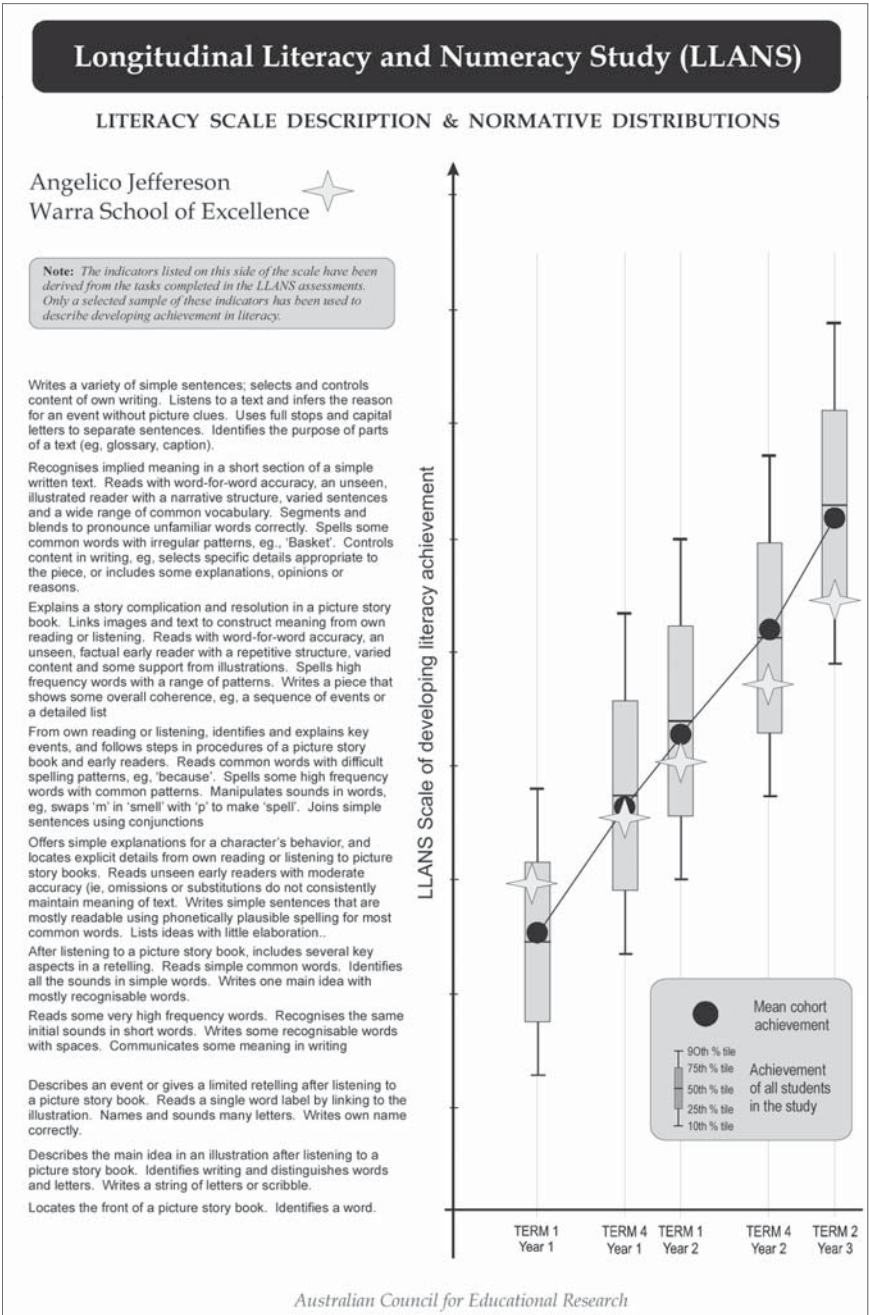 Longitudinal Literacy and Numeracy Study (LLANS)
LITERACY SCALE DESCRIPTION & NORMATIVE DISTRIBUTIONS
Angelico Jeffereson
Warra School of Excellence
Note: The indicators listed on this side of the scale have been
derived from the tasks completed in the LLANS assessments.
Only a selected sample of these indicators has been used to
describe developing achievement in literacy.
Writes a variety of simple sentences; selects and controls
content of own writing. Listens to a text and infers the reason
for an event without picture clues. Uses full stops and capital
letters to separate sentences. Identifies the purpose of parts
of a text (eg, glossary, caption).
Recognises implied meaning in a short section of a simple
written text. Reads with word-for-word accuracy, an unseen,
illustrated reader with a narrative structure, varied sentences
and a wide range of common vocabulary. Segments and
blends to pronounce unfamiliar words correctly. Spells some
common words with irregular patterns, eg., 'Basket'. Controls
content in writing, eg, selects specific details appropriate to
the piece, or includes some explanations, opinions or
reasons.
Explains a story complication and resolution in a picture story
book. Links images and text to construct meaning from own
reading or listening. Reads with word-for-word accuracy, an
unseen, factual early reader with a repetitive structure, varied
content and some support from illustrations. Spells high
frequency words with a range of patterns. Writes a piece that
shows some overall coherence, eg, a sequence of events or
a detailed list
From own reading or listening, identifies and explains key
events, and follows steps in procedures of a picture story
book and early readers. Reads common words with difficult
spelling patterns, eg, 'because'. Spells some high frequency
words with common patterns. Manipulates sounds in words,
eg, swaps 'm' in 'smell' with 'p' to make 'spell'. Joins simple
sentences using conjunctions
Offers simple explanations for a character's behavior, and
locates explicit details from own reading or listening to picture
story books. Reads unseen early readers with moderate
accuracy (ie, omissions or substitutions do not consistently
maintain meaning of text. Writes simple sentences that are
mostly readable using phonetically plausible spelling for most
common words. Lists ideas with little elaboration..
After listening to a picture story book, includes several key
aspects in a retelling. Reads simple common words. Identifies
all the sounds in simple words. Writes one main idea with
mostly recognisable words.
Reads some very high frequency words. Recognises the same
initial sounds in short words. Writes some recognisable words
with spaces. Communicates some meaning in writing
Describes an event or gives a limited retelling after listening to
a picture story book. Reads a single word label by linking to the
illustration. Names and sounds many letters. Writes own name
correctly.
Describes the main idea in an illustration after listening to a
picture story book. Identifies writing and distinguishes words
and letters. Writes a string of letters or scribble.
Locates the front of a picture story book. Identifies a word.
LLANS Scale of developing literacy achievement
Mean cohort
achievement
90th % tile
75th % tile
50th % tile
25th % tile
10th % tile
Achievement
of all students
in the study
TERM 1
Year 1
TERM 4
Year 1
TERM 1
Year 2
TERM 4
Year 2
TERM 2
Year 3
Australian Council for Educational Research